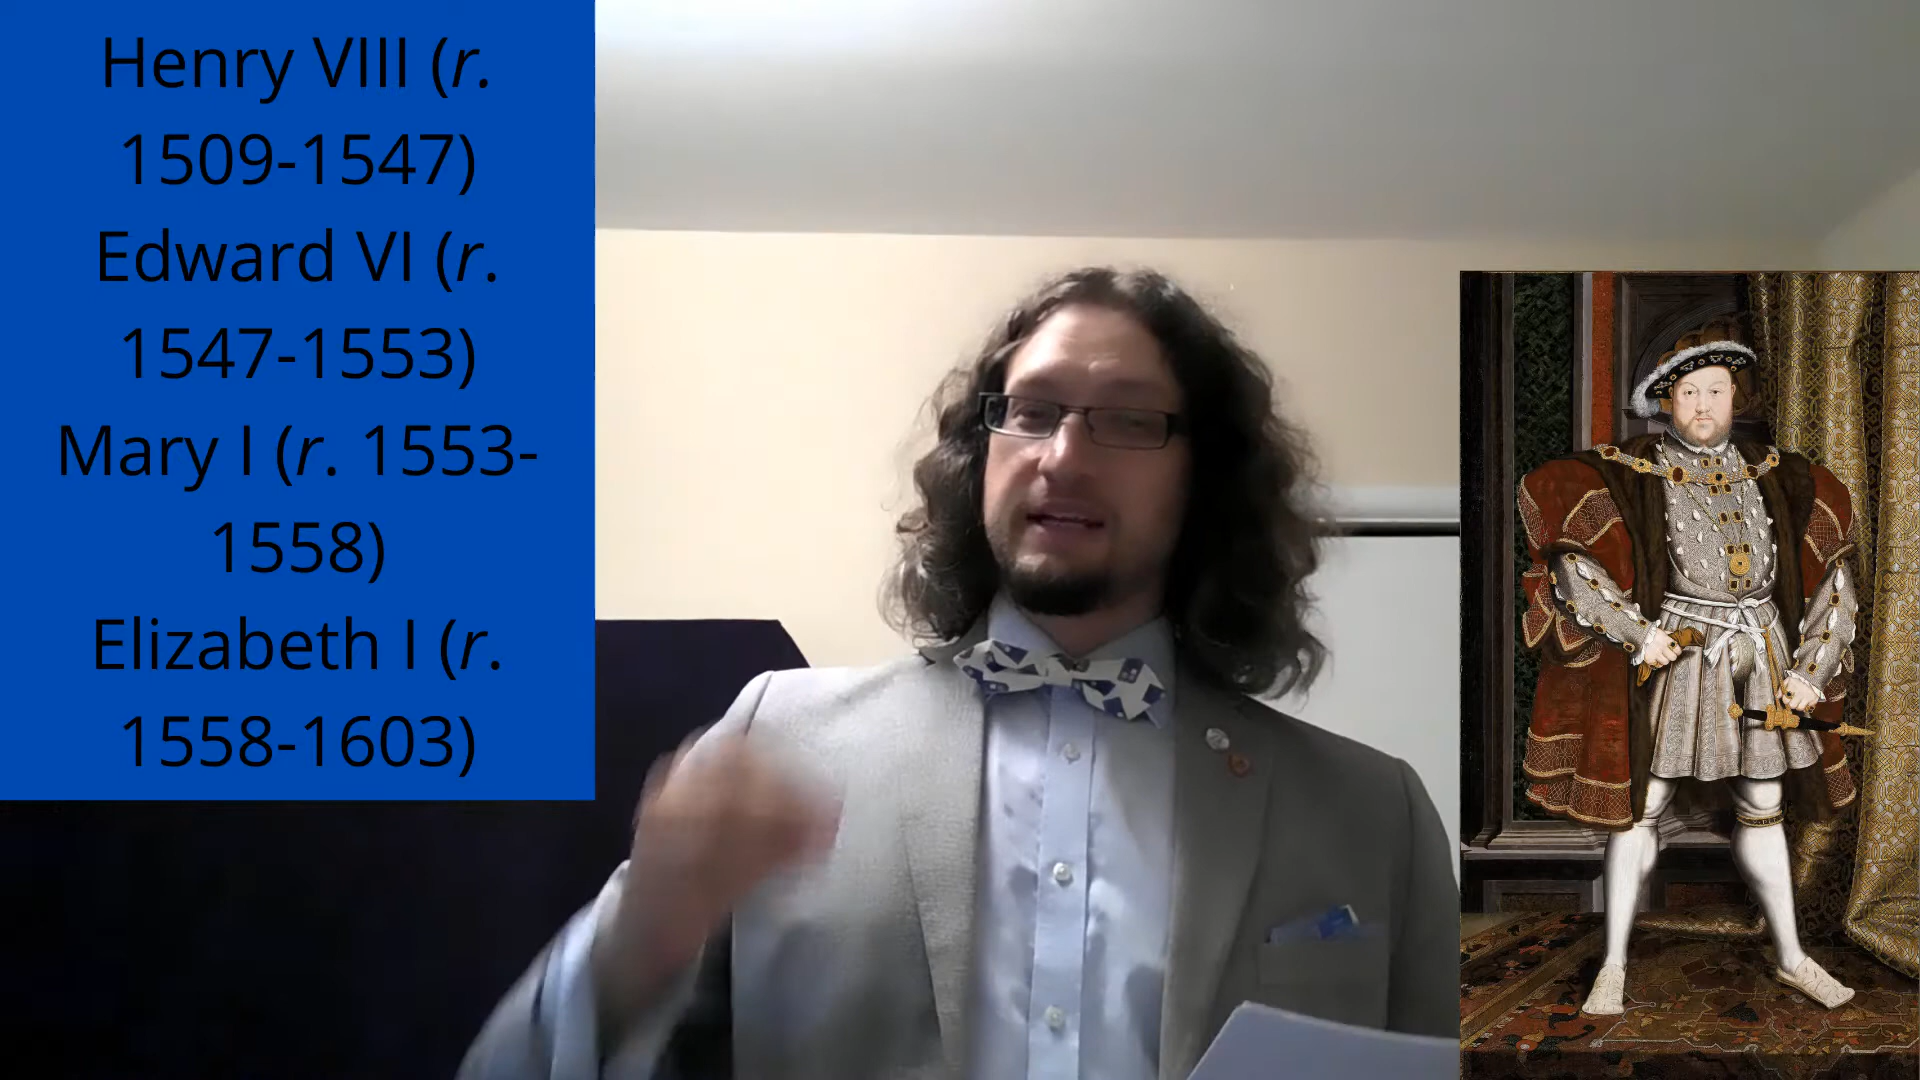 Henry VIII (r.
1509-1547)
Edward VI (r.
1547-1553)
Mary I (r. 1553-
1558)
Elizabeth I (r.
1558-1603)